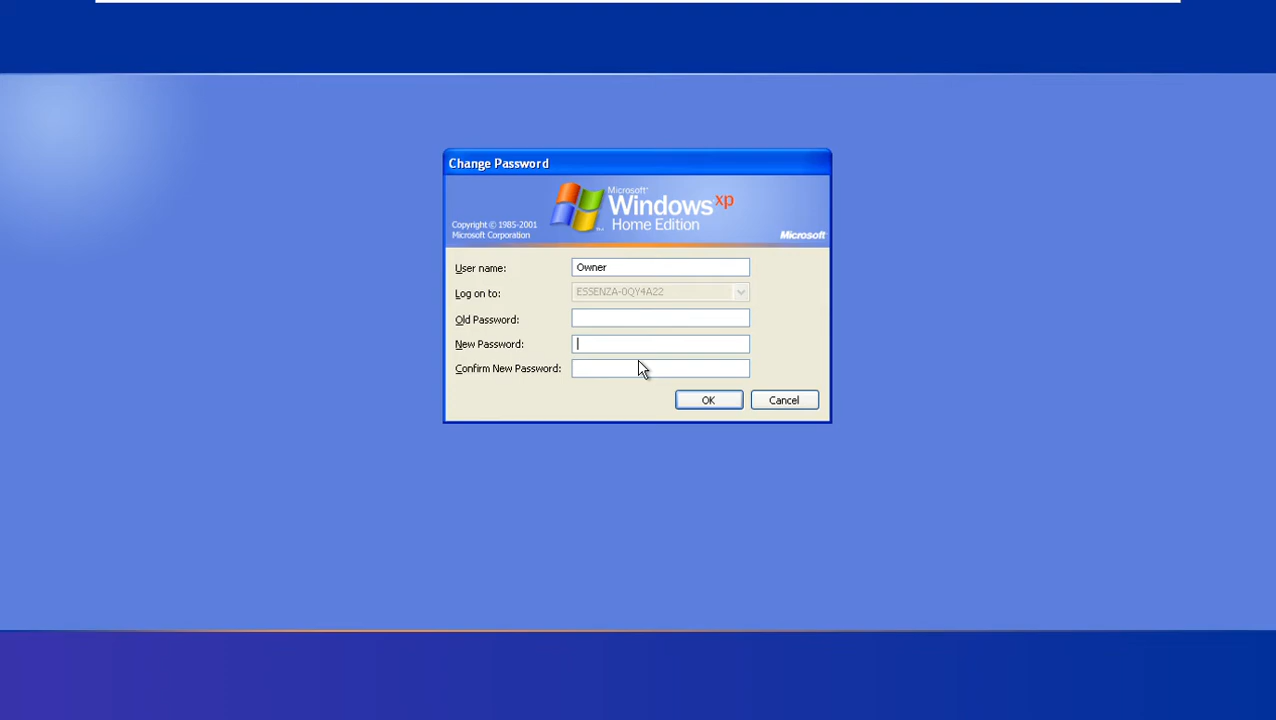 Change Password
Microsoft®
Windows xp
Home Edition
Copyright © 1985-2001
Microsoft Corporation
Microsoft
User name: Owner
Log on to: ESSENZA-0QY4A22
Old Password:
New Password:
Confirm New Password:
OK Cancel